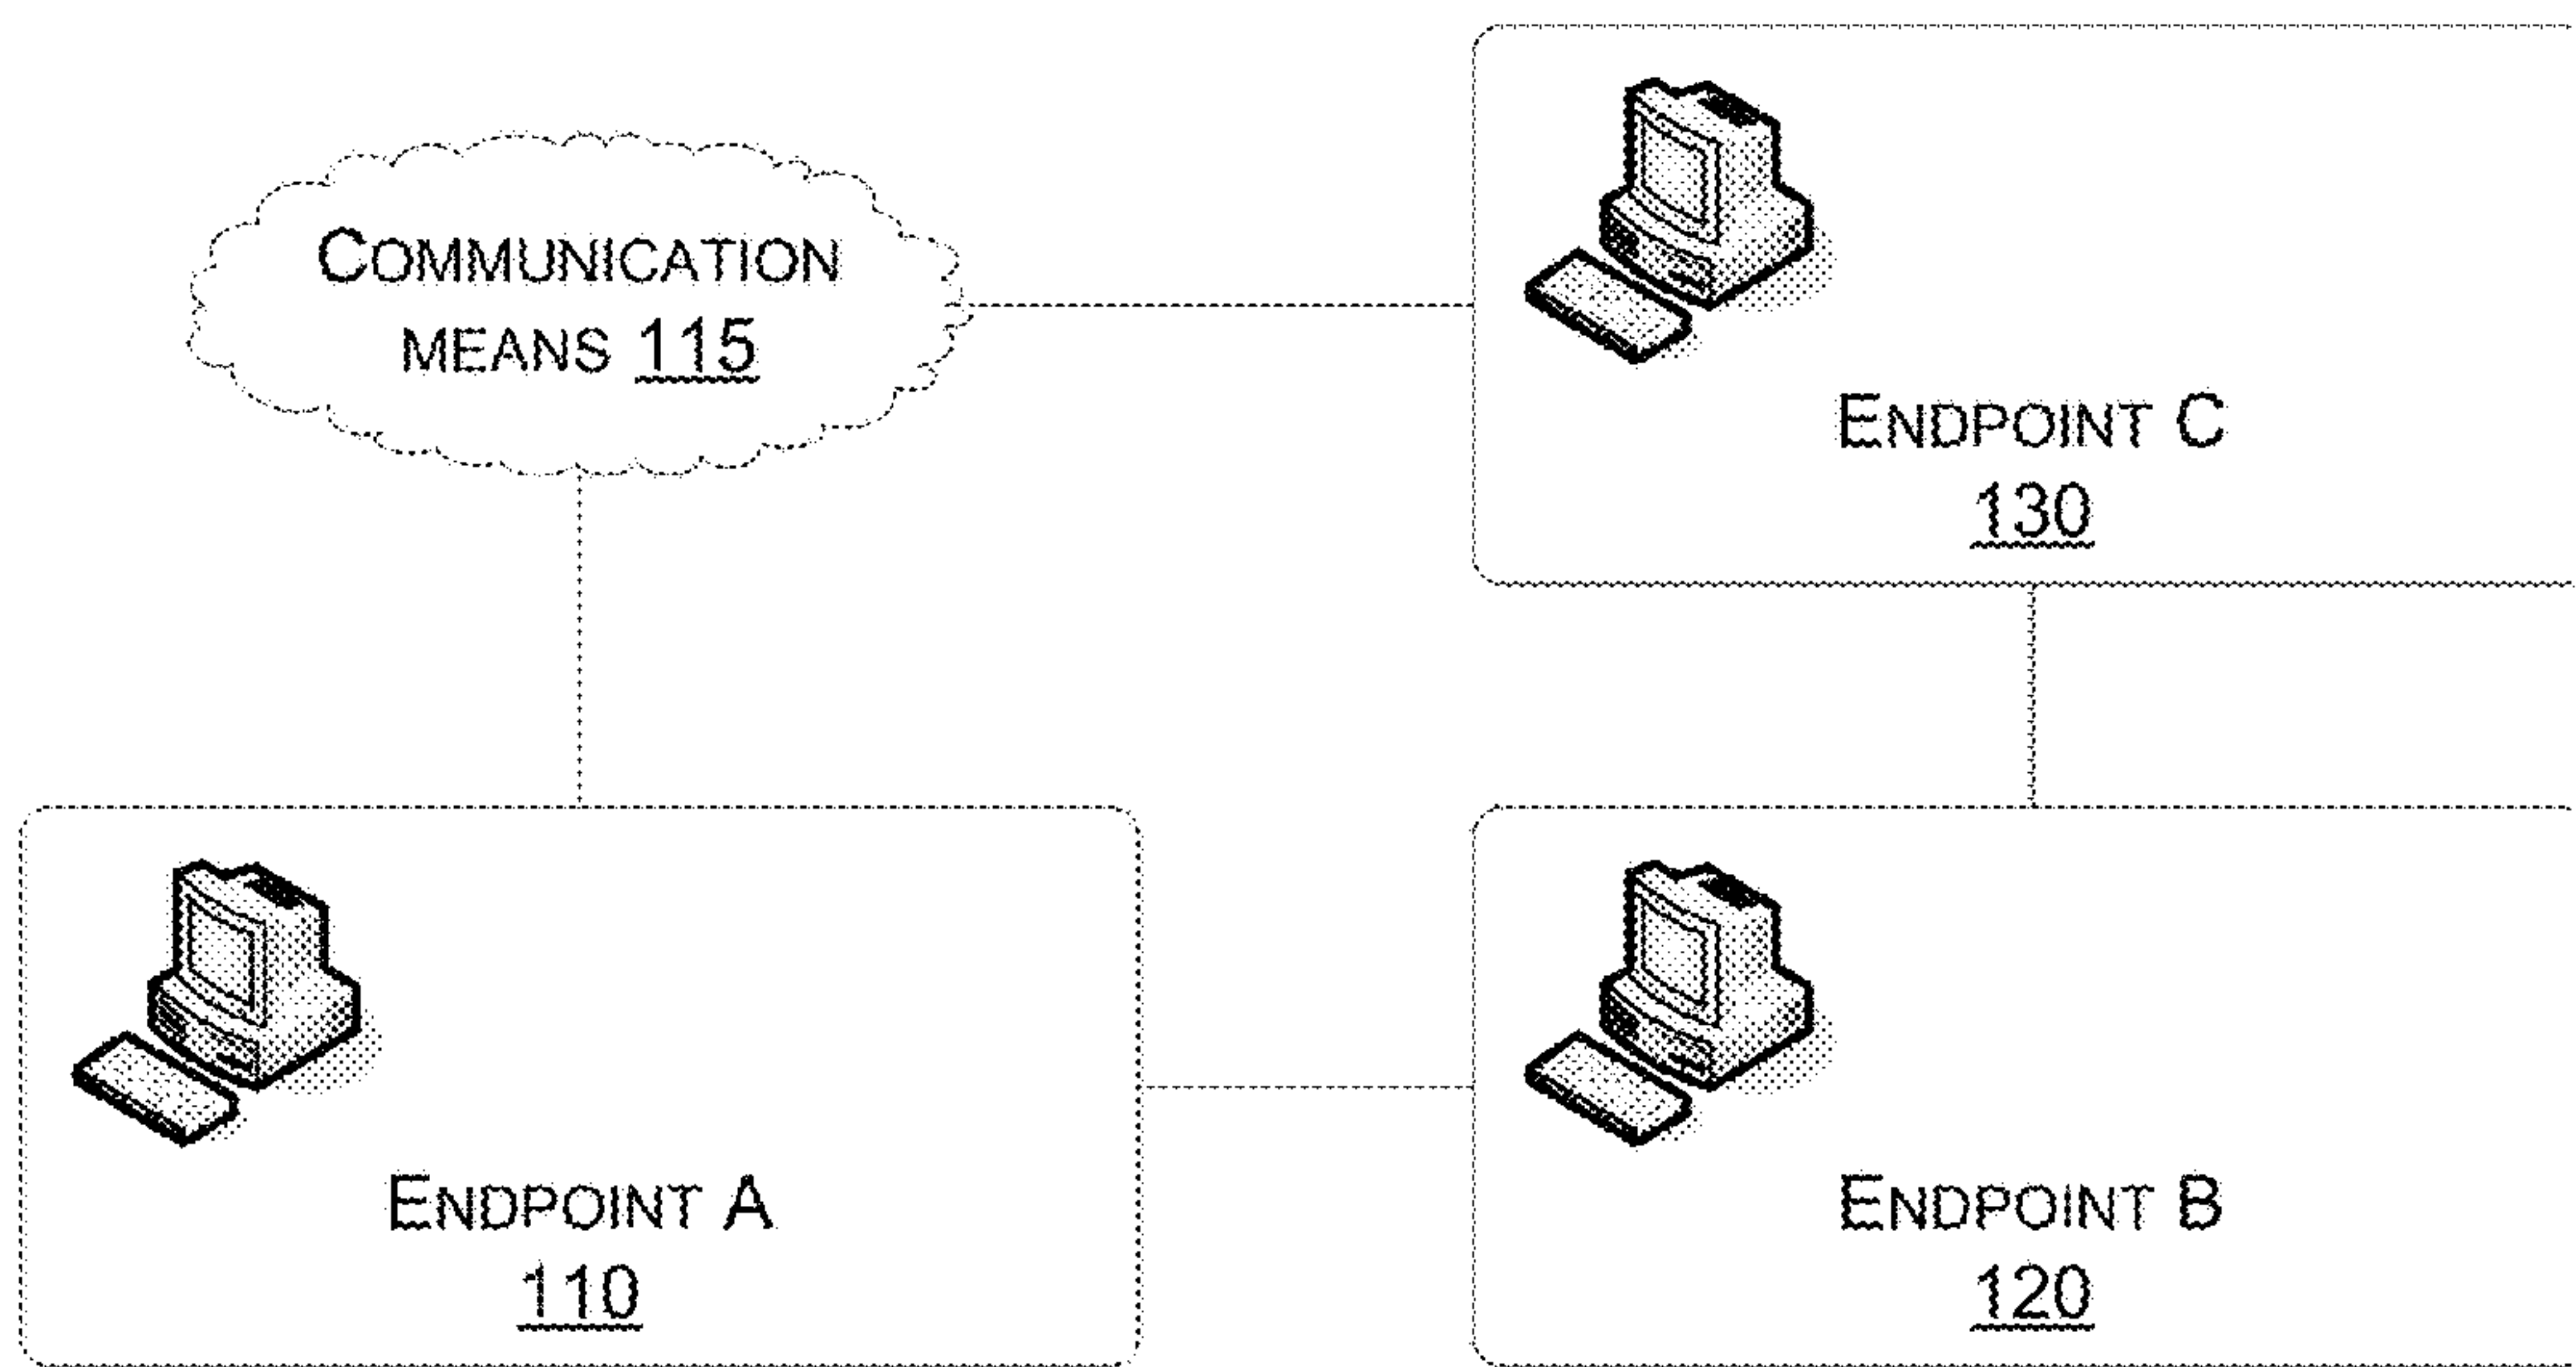 COMMUNICATION
MEANS 115
ENDPOINT C
130
ENDPOINT A
110
ENDPOINT B
120